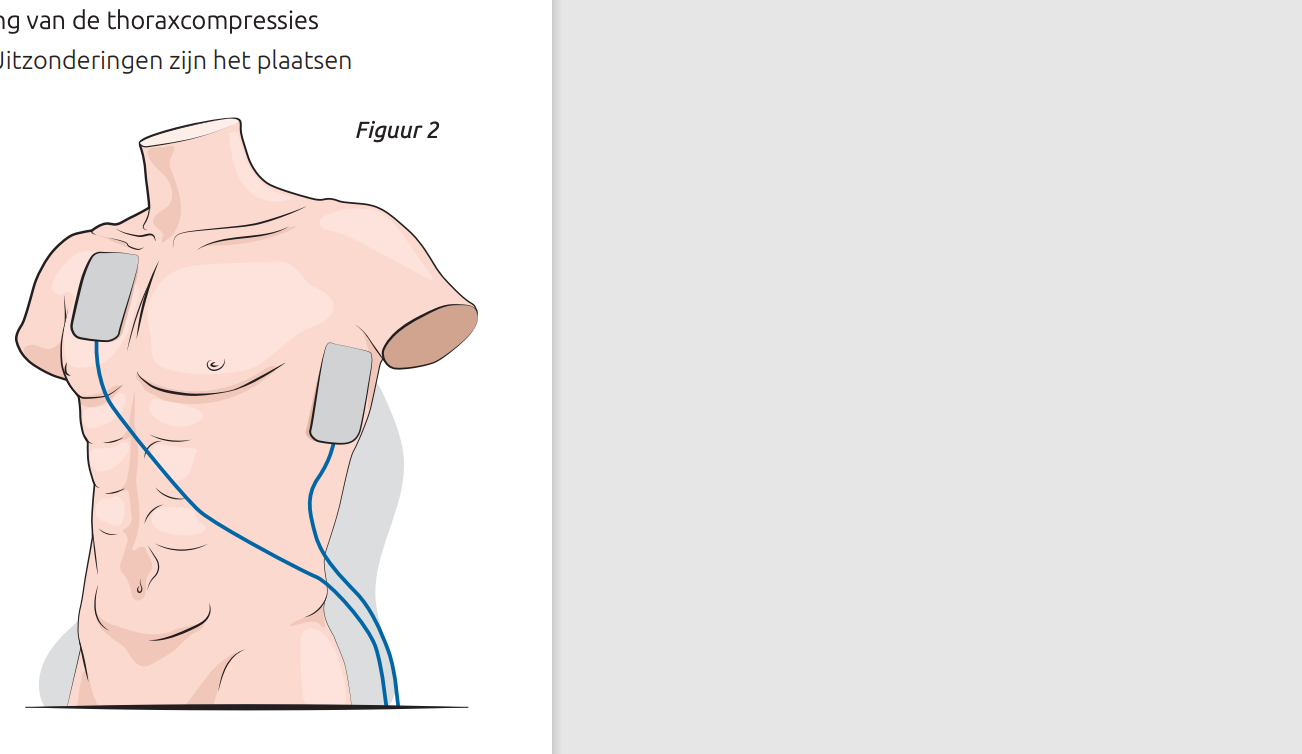 ng van de thoraxcompressies
Uitzonderingen zijn het plaatsen
Figuur 2